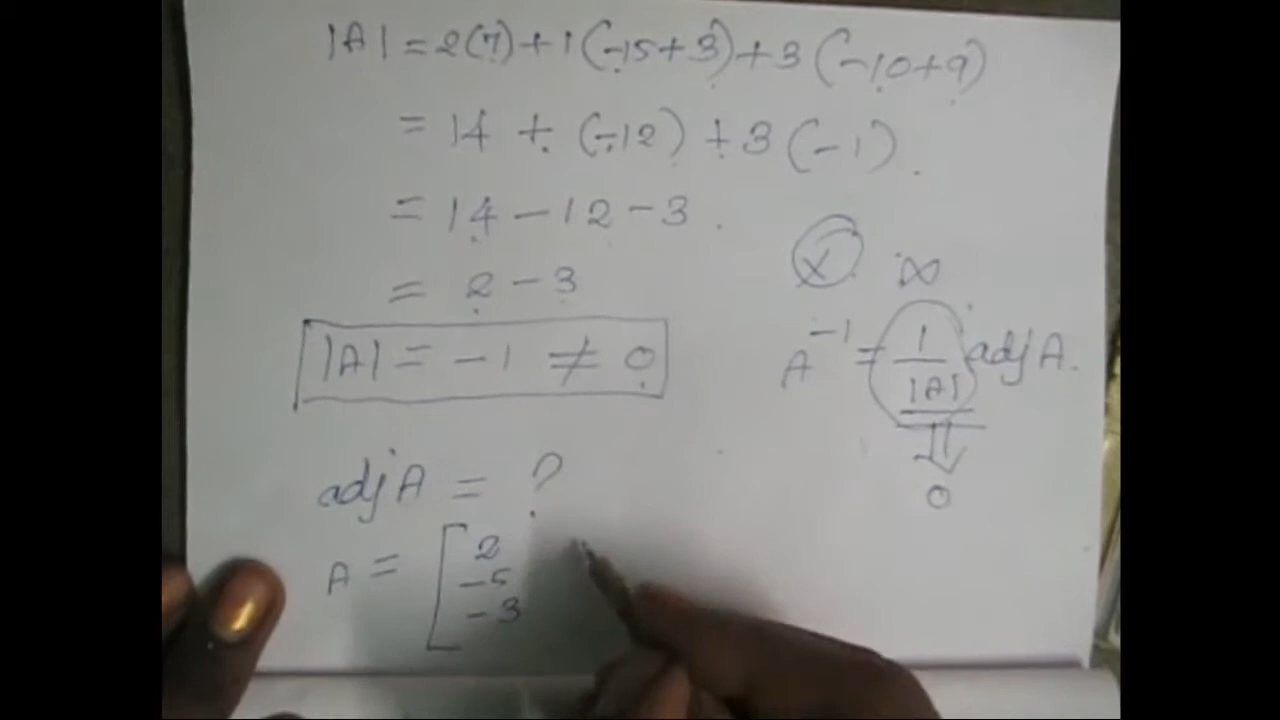 |A| = 2(7) + 1(-15+3) + 3(-10+9)
= 14 + (-12) + 3(-1).
= 14 - 12 - 3.
= 2 - 3
|A| = -1 ≠ 0
x ∞
A⁻¹ = 1/|A| adj A.
⇓
0
adj A = ?
A = [ 2
-5
-3